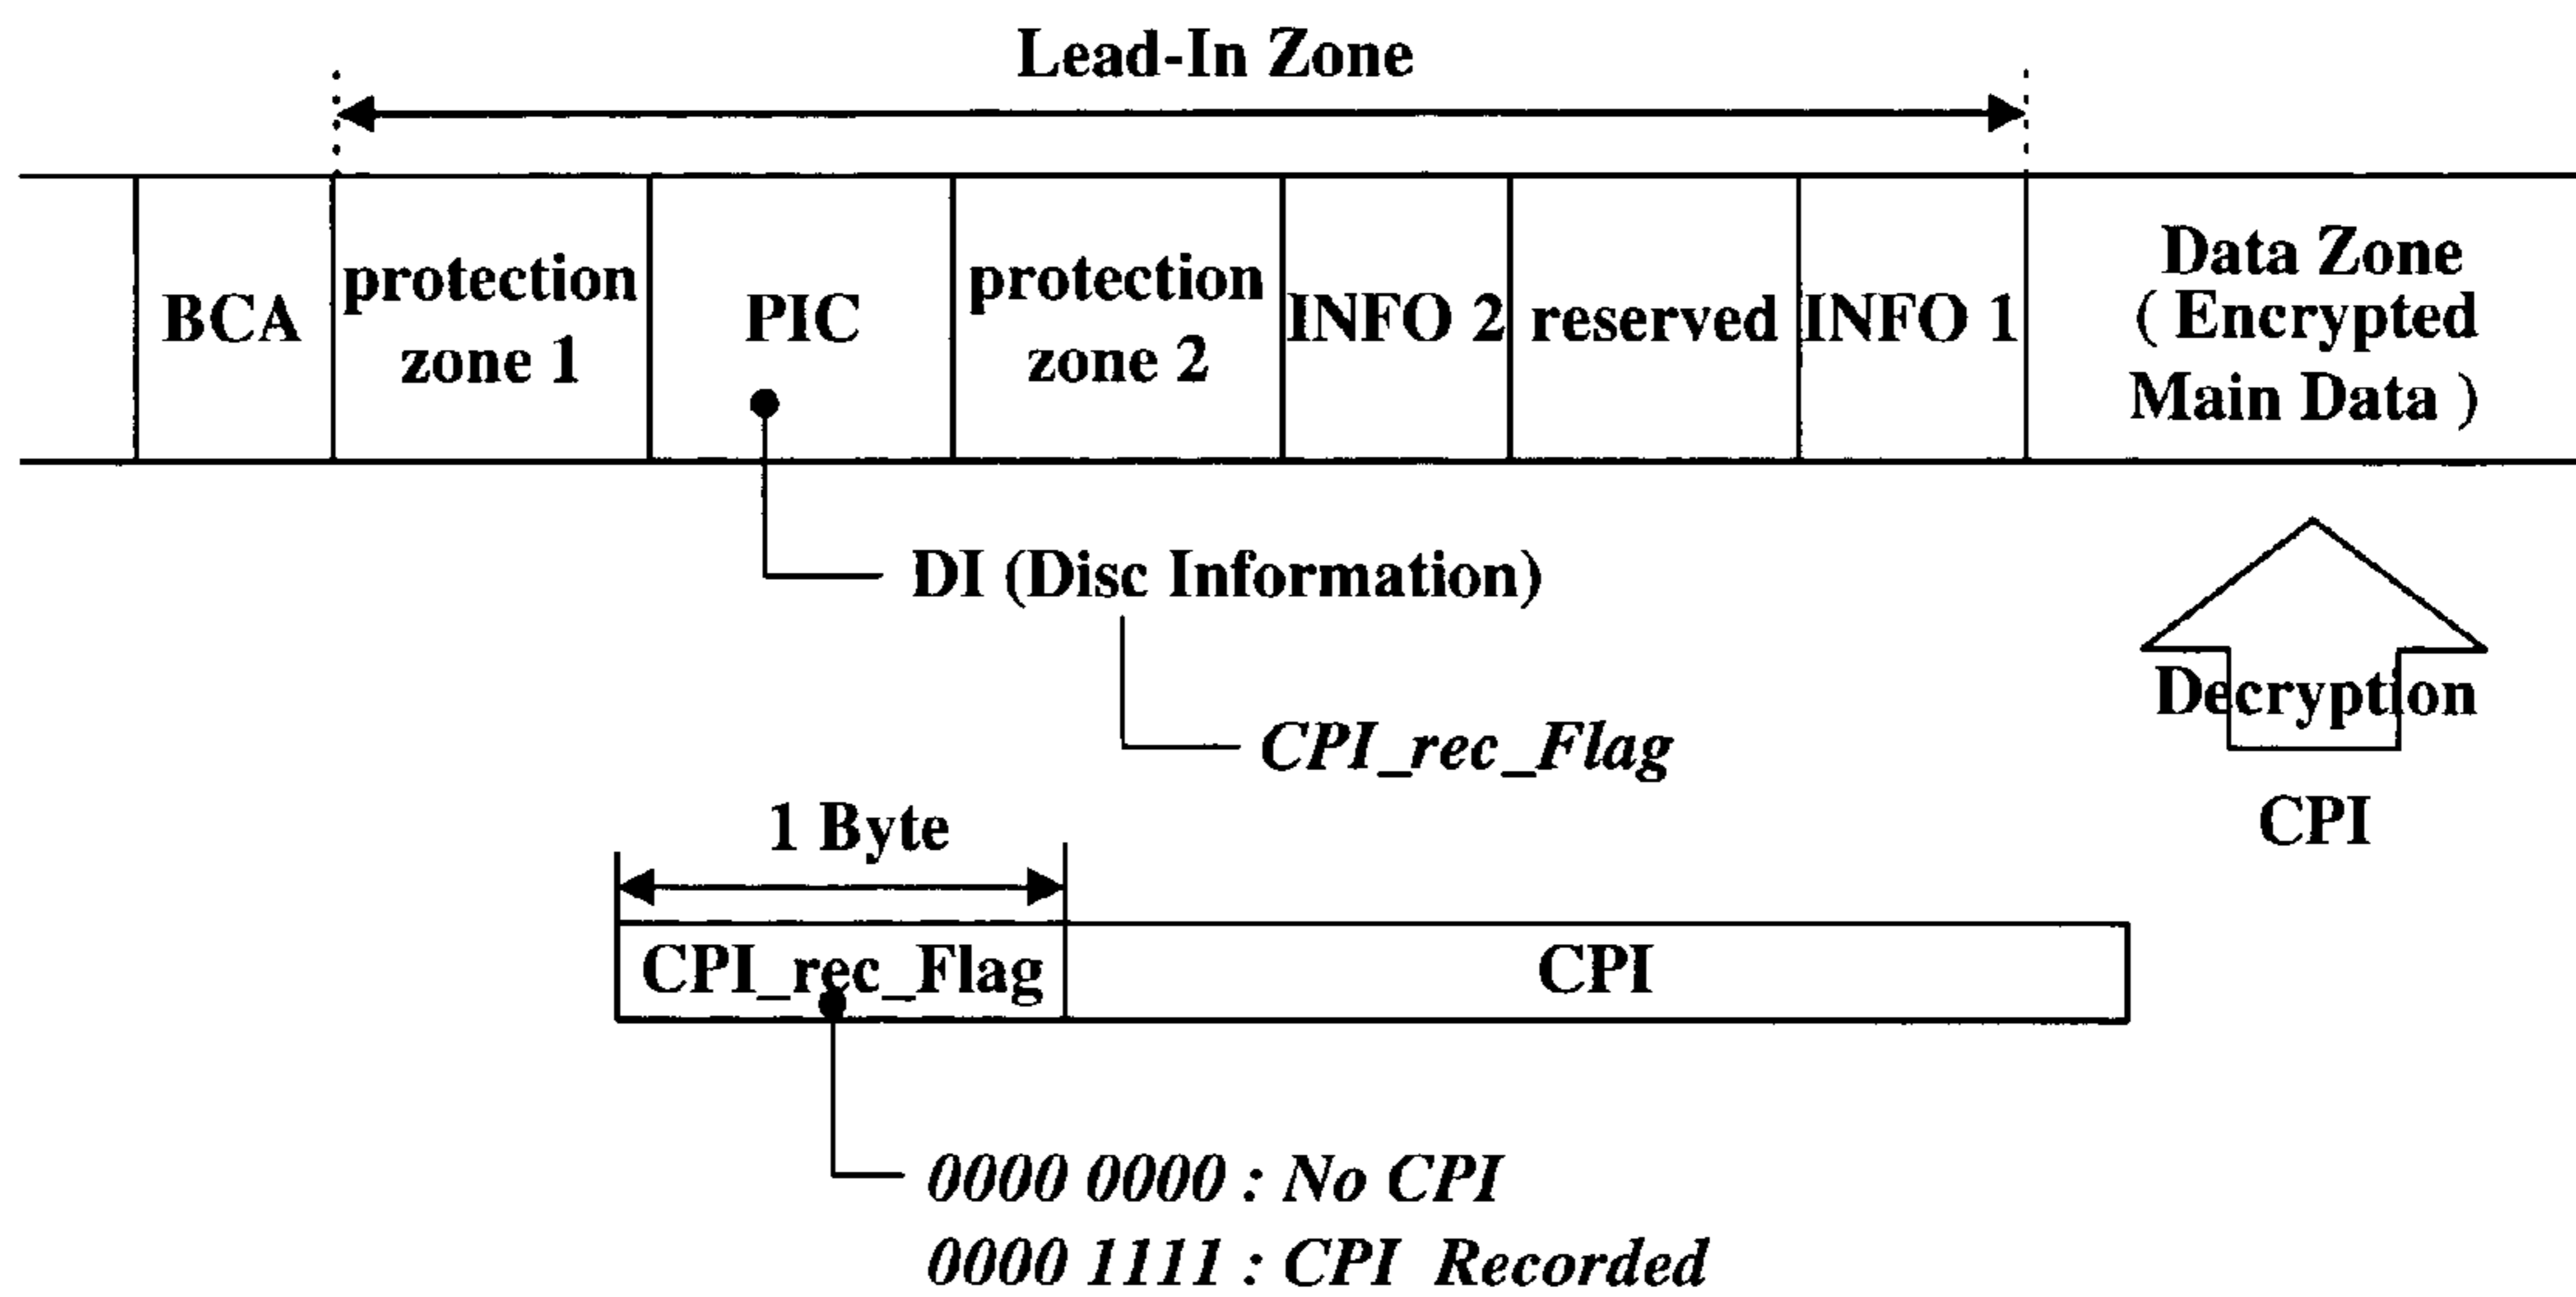 Lead-In Zone
BCA
protection
zone 1
PIC
protection
zone 2
INFO 2
reserved
INFO 1
Data Zone
( Encrypted
Main Data )
DI (Disc Information)
CPI_rec_Flag
Decryption
CPI
1 Byte
CPI_rec_Flag
CPI
0000 0000 : No CPI
0000 1111 : CPI Recorded